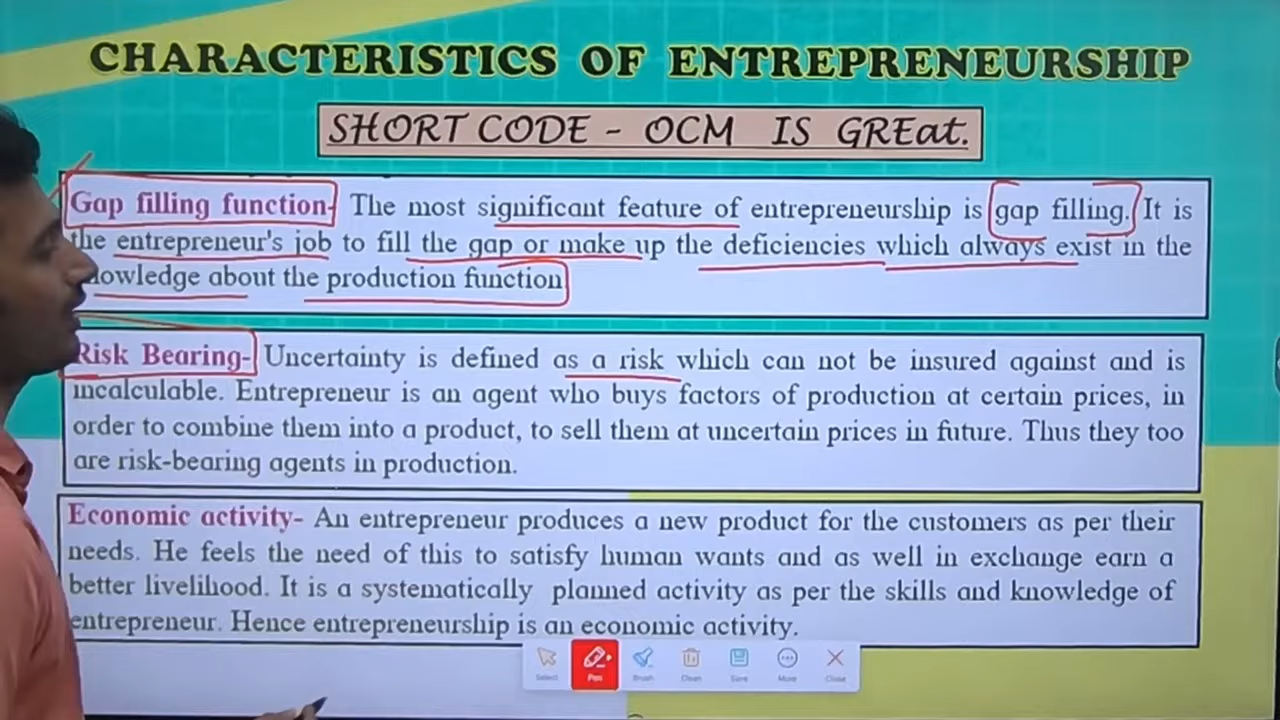 CHARACTERISTICS OF ENTREPRENEURSHIP
SHORT CODE - OCM IS GREat.
Gap filling function- The most significant feature of entrepreneurship is gap filling. It is
the entrepreneur's job to fill the gap or make up the deficiencies which always exist in the
knowledge about the production function
Risk Bearing- Uncertainty is defined as a risk which can not be insured against and is
incalculable. Entrepreneur is an agent who buys factors of production at certain prices, in
order to combine them into a product, to sell them at uncertain prices in future. Thus they too
are risk-bearing agents in production.
Economic activity- An entrepreneur produces a new product for the customers as per their
needs. He feels the need of this to satisfy human wants and as well in exchange earn a
better livelihood. It is a systematically planned activity as per the skills and knowledge of
entrepreneur. Hence entrepreneurship is an economic activity.
Select Pen Brush Clean Save More Close